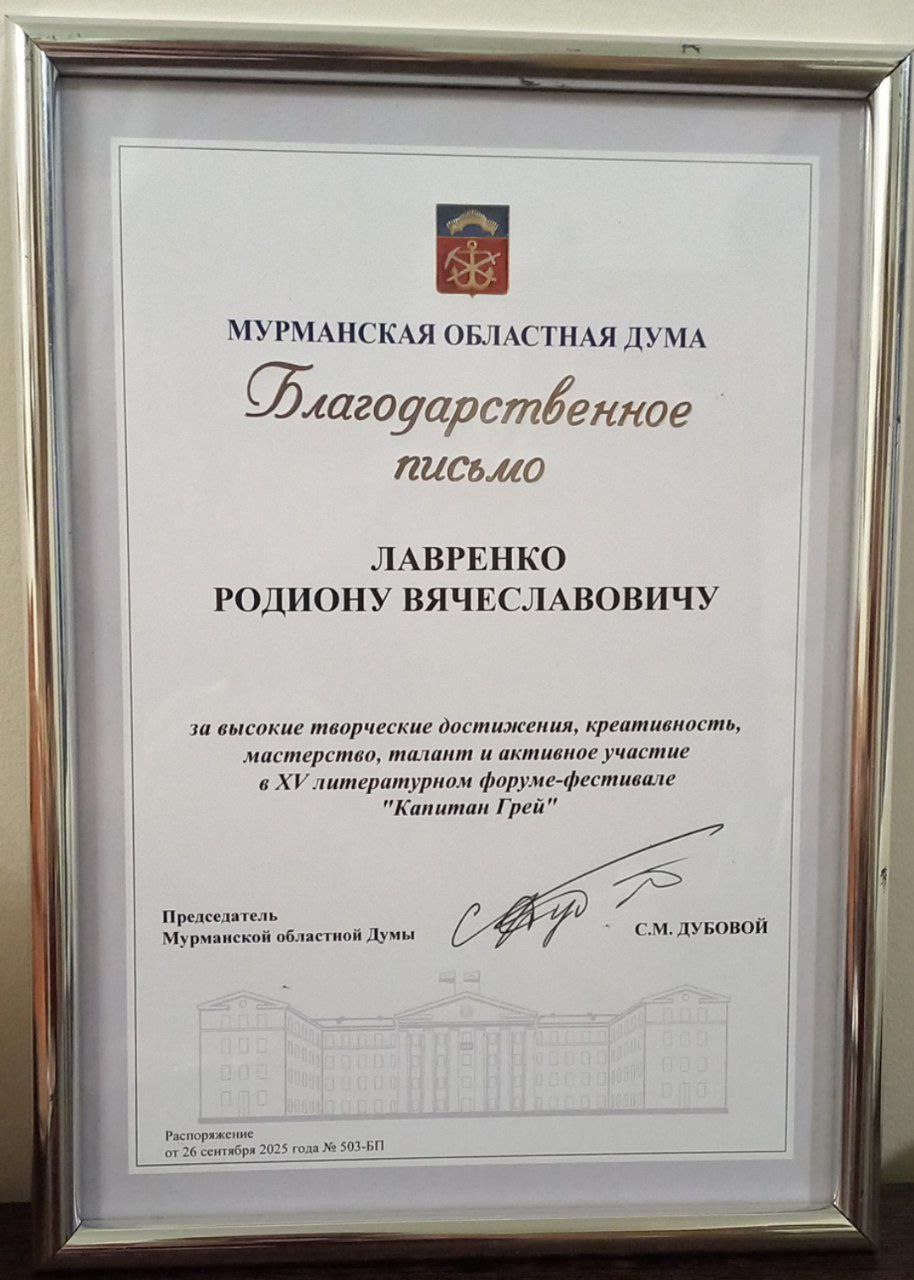 МУРМАНСКАЯ ОБЛАСТНАЯ ДУМА
Благодарственное
письмо
ЛАВРЕНКО
РОДИОНУ ВЯЧЕСЛАВОВИЧУ
за высокие творческие достижения, креативность,
мастерство, талант и активное участие
в XV литературном форуме-фестивале
"Капитан Грей"
Председатель
Мурманской областной Думы
С.М. ДУБОВОЙ
Распоряжение
от 26 сентября 2025 года № 503-БП